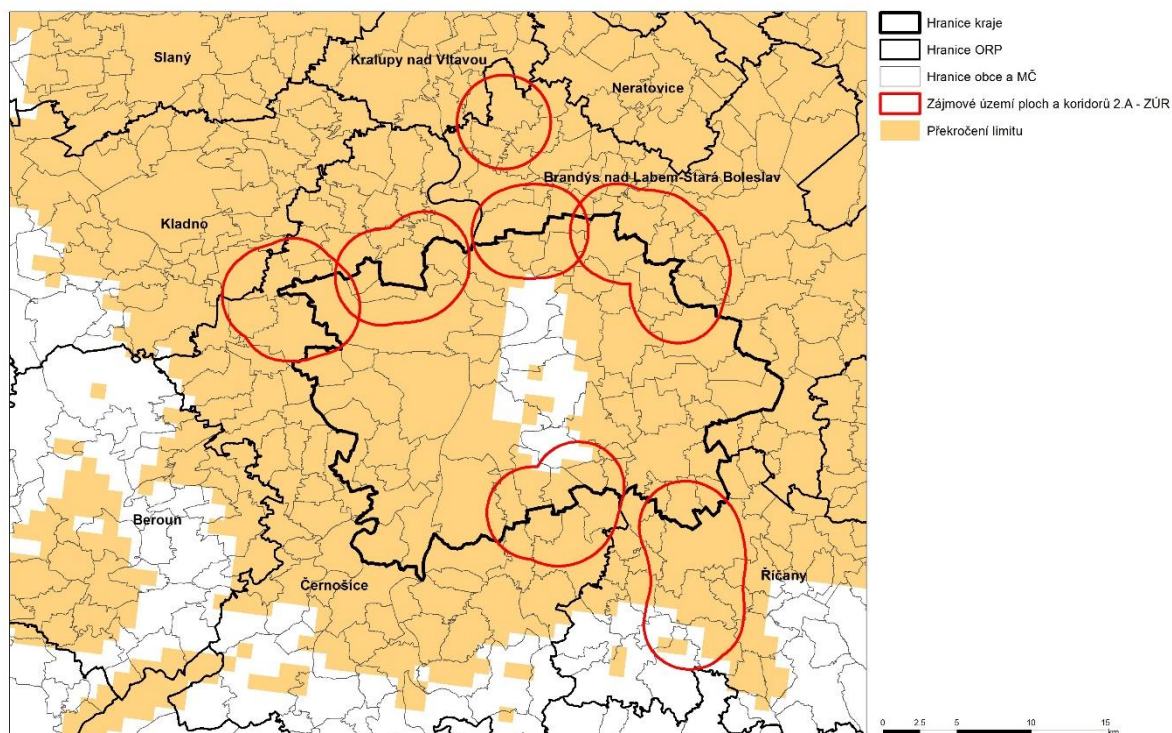 Slaný
Kralupy nad Vltavou
Neratovice
Brandýs nad Labem-Stará Boleslav
Kladno
Beroun
Černošice
Říčany
Hranice kraje
Hranice ORP
Hranice obce a MČ
Zájmové území ploch a koridorů 2.A - ZÚR
Překročení limitu
0 2.5 5 10 15
km